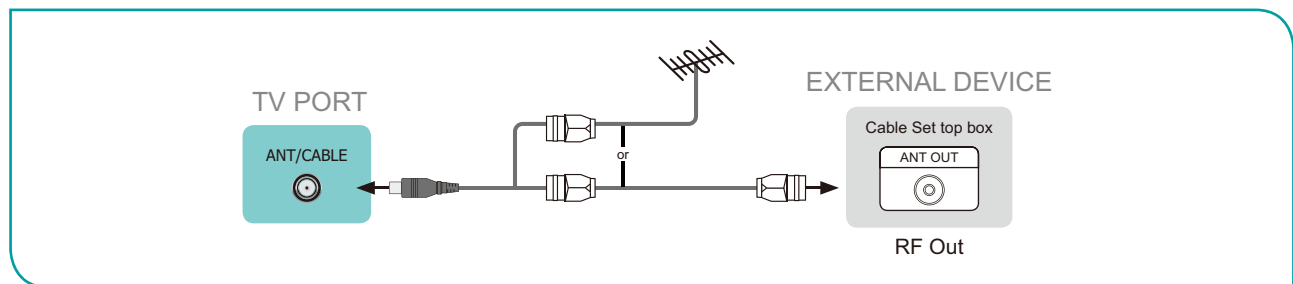 TV PORT
ANT/CABLE
or
EXTERNAL DEVICE
Cable Set top box
ANT OUT
RF Out